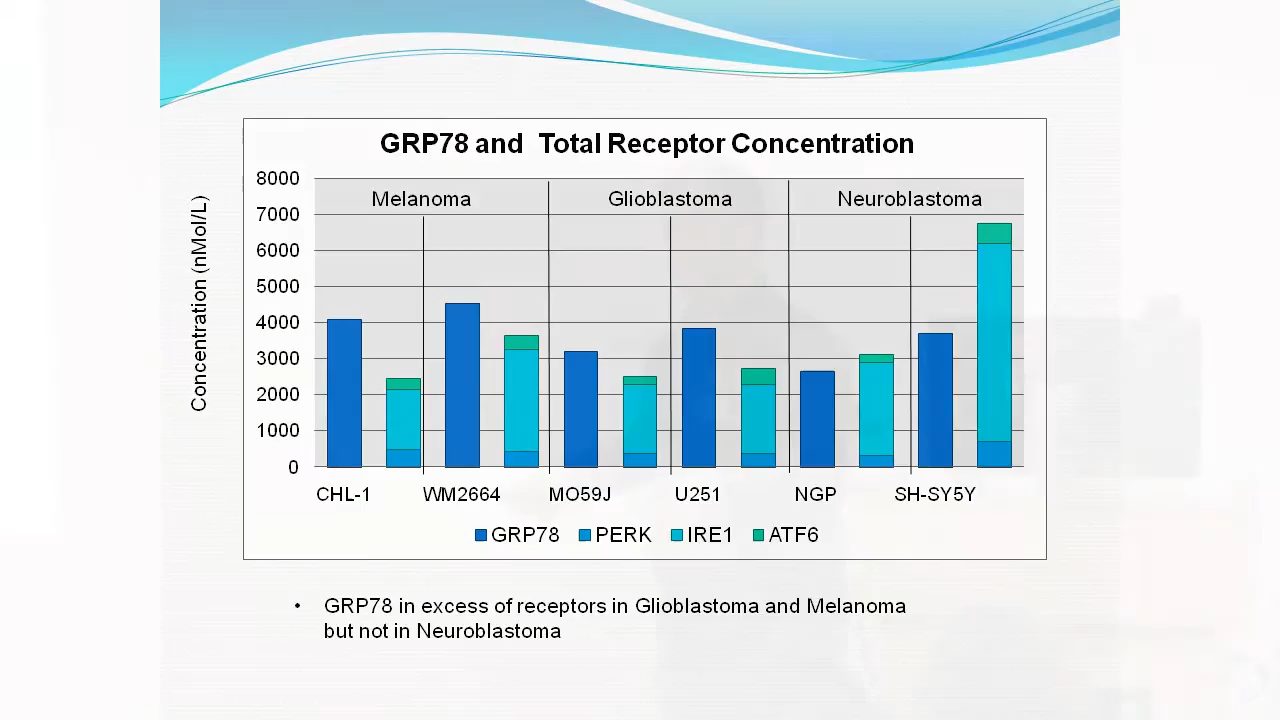 GRP78 and Total Receptor Concentration
Concentration (nMol/L)
8000
7000
6000
5000
4000
3000
2000
1000
0
Melanoma Glioblastoma Neuroblastoma
CHL-1 WM2664 MO59J U251 NGP SH-SY5Y
GRP78 PERK IRE1 ATF6
• GRP78 in excess of receptors in Glioblastoma and Melanoma
but not in Neuroblastoma